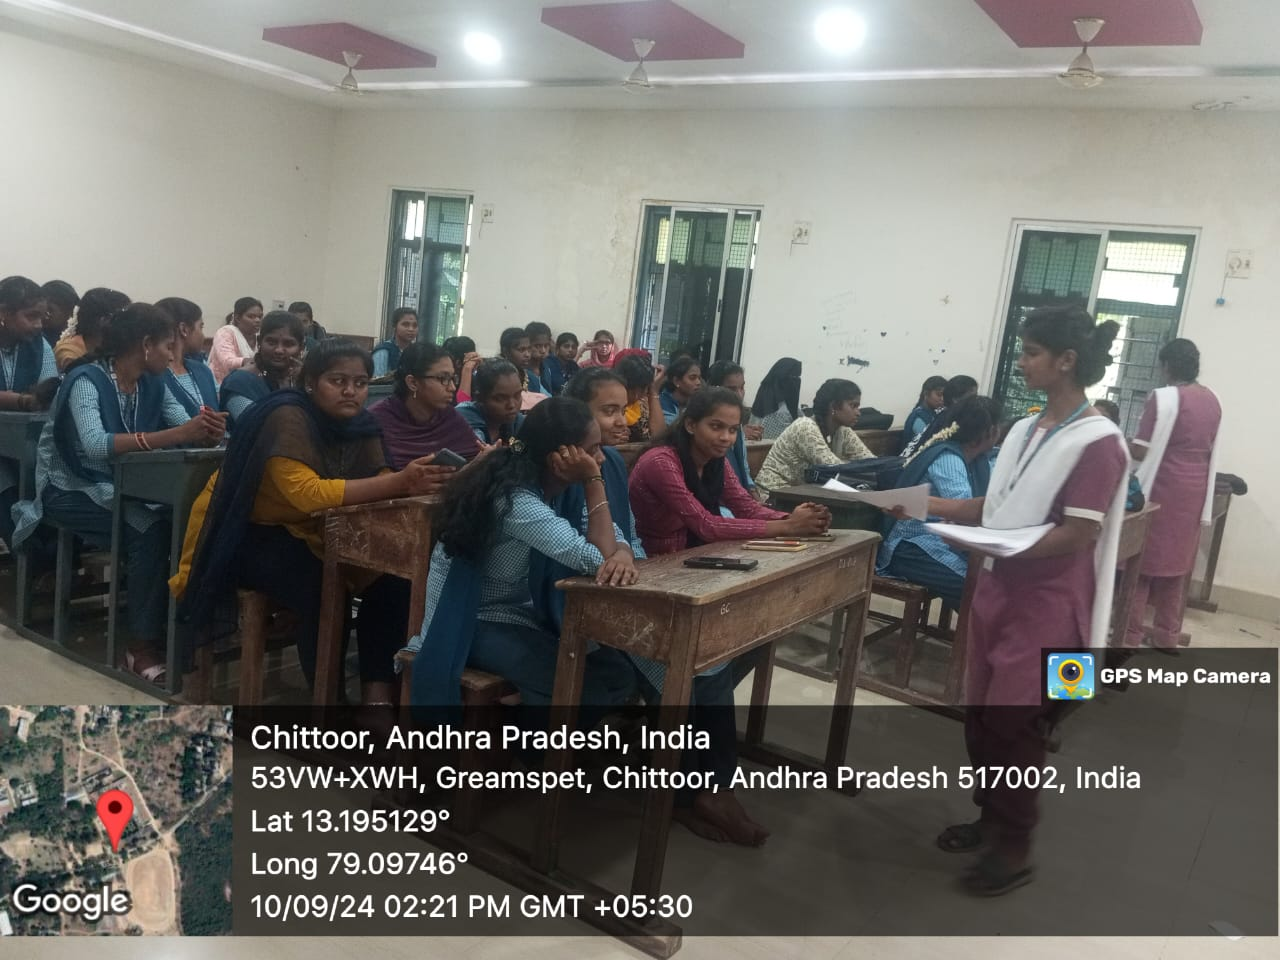 GPS Map Camera
Chittoor, Andhra Pradesh, India
53VW+XWH, Greamspet, Chittoor, Andhra Pradesh 517002, India
Lat 13.195129°
Long 79.09746°
10/09/24 02:21 PM GMT +05:30
Google
GC